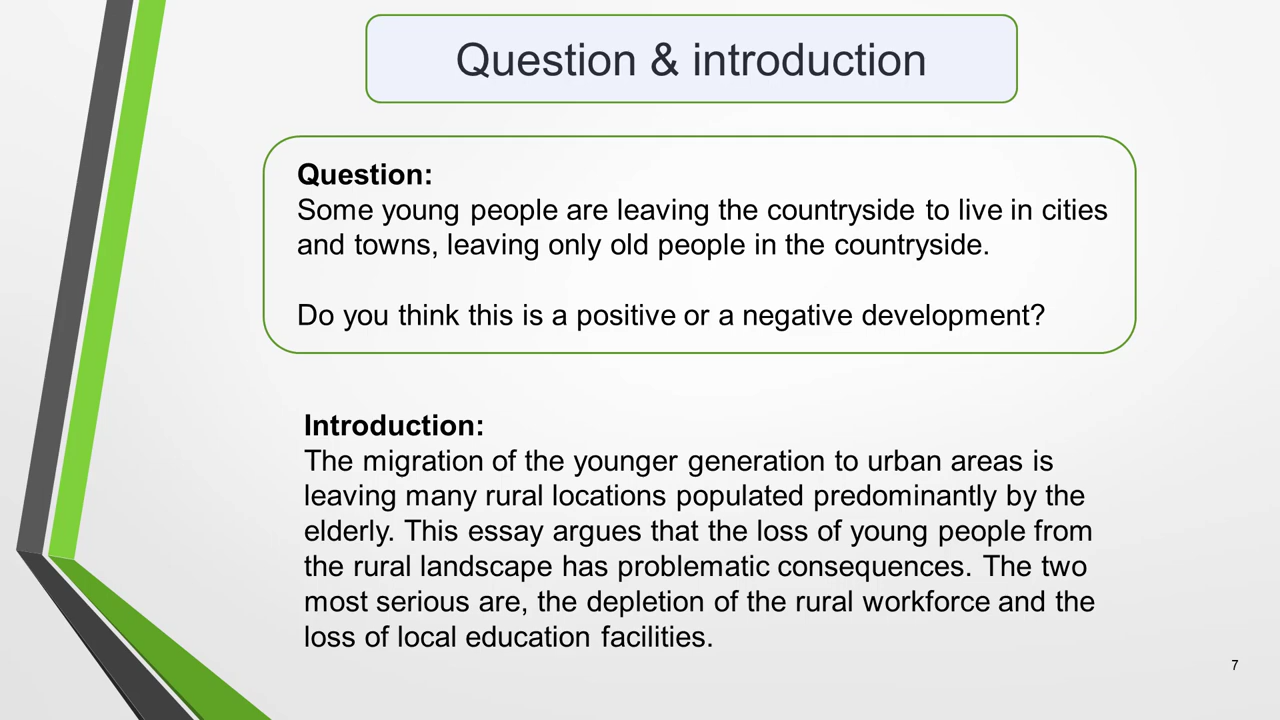 Question & introduction
Question:
Some young people are leaving the countryside to live in cities
and towns, leaving only old people in the countryside.
Do you think this is a positive or a negative development?
Introduction:
The migration of the younger generation to urban areas is
leaving many rural locations populated predominantly by the
elderly. This essay argues that the loss of young people from
the rural landscape has problematic consequences. The two
most serious are, the depletion of the rural workforce and the
loss of local education facilities.
7